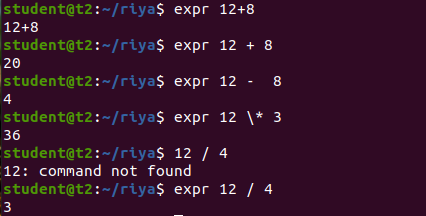 student@t2:~/riya$ expr 12+8
12+8
student@t2:~/riya$ expr 12 + 8
20
student@t2:~/riya$ expr 12 -  8
4
student@t2:~/riya$ expr 12 \* 3
36
student@t2:~/riya$ 12 / 4
12: command not found
student@t2:~/riya$ expr 12 / 4
3